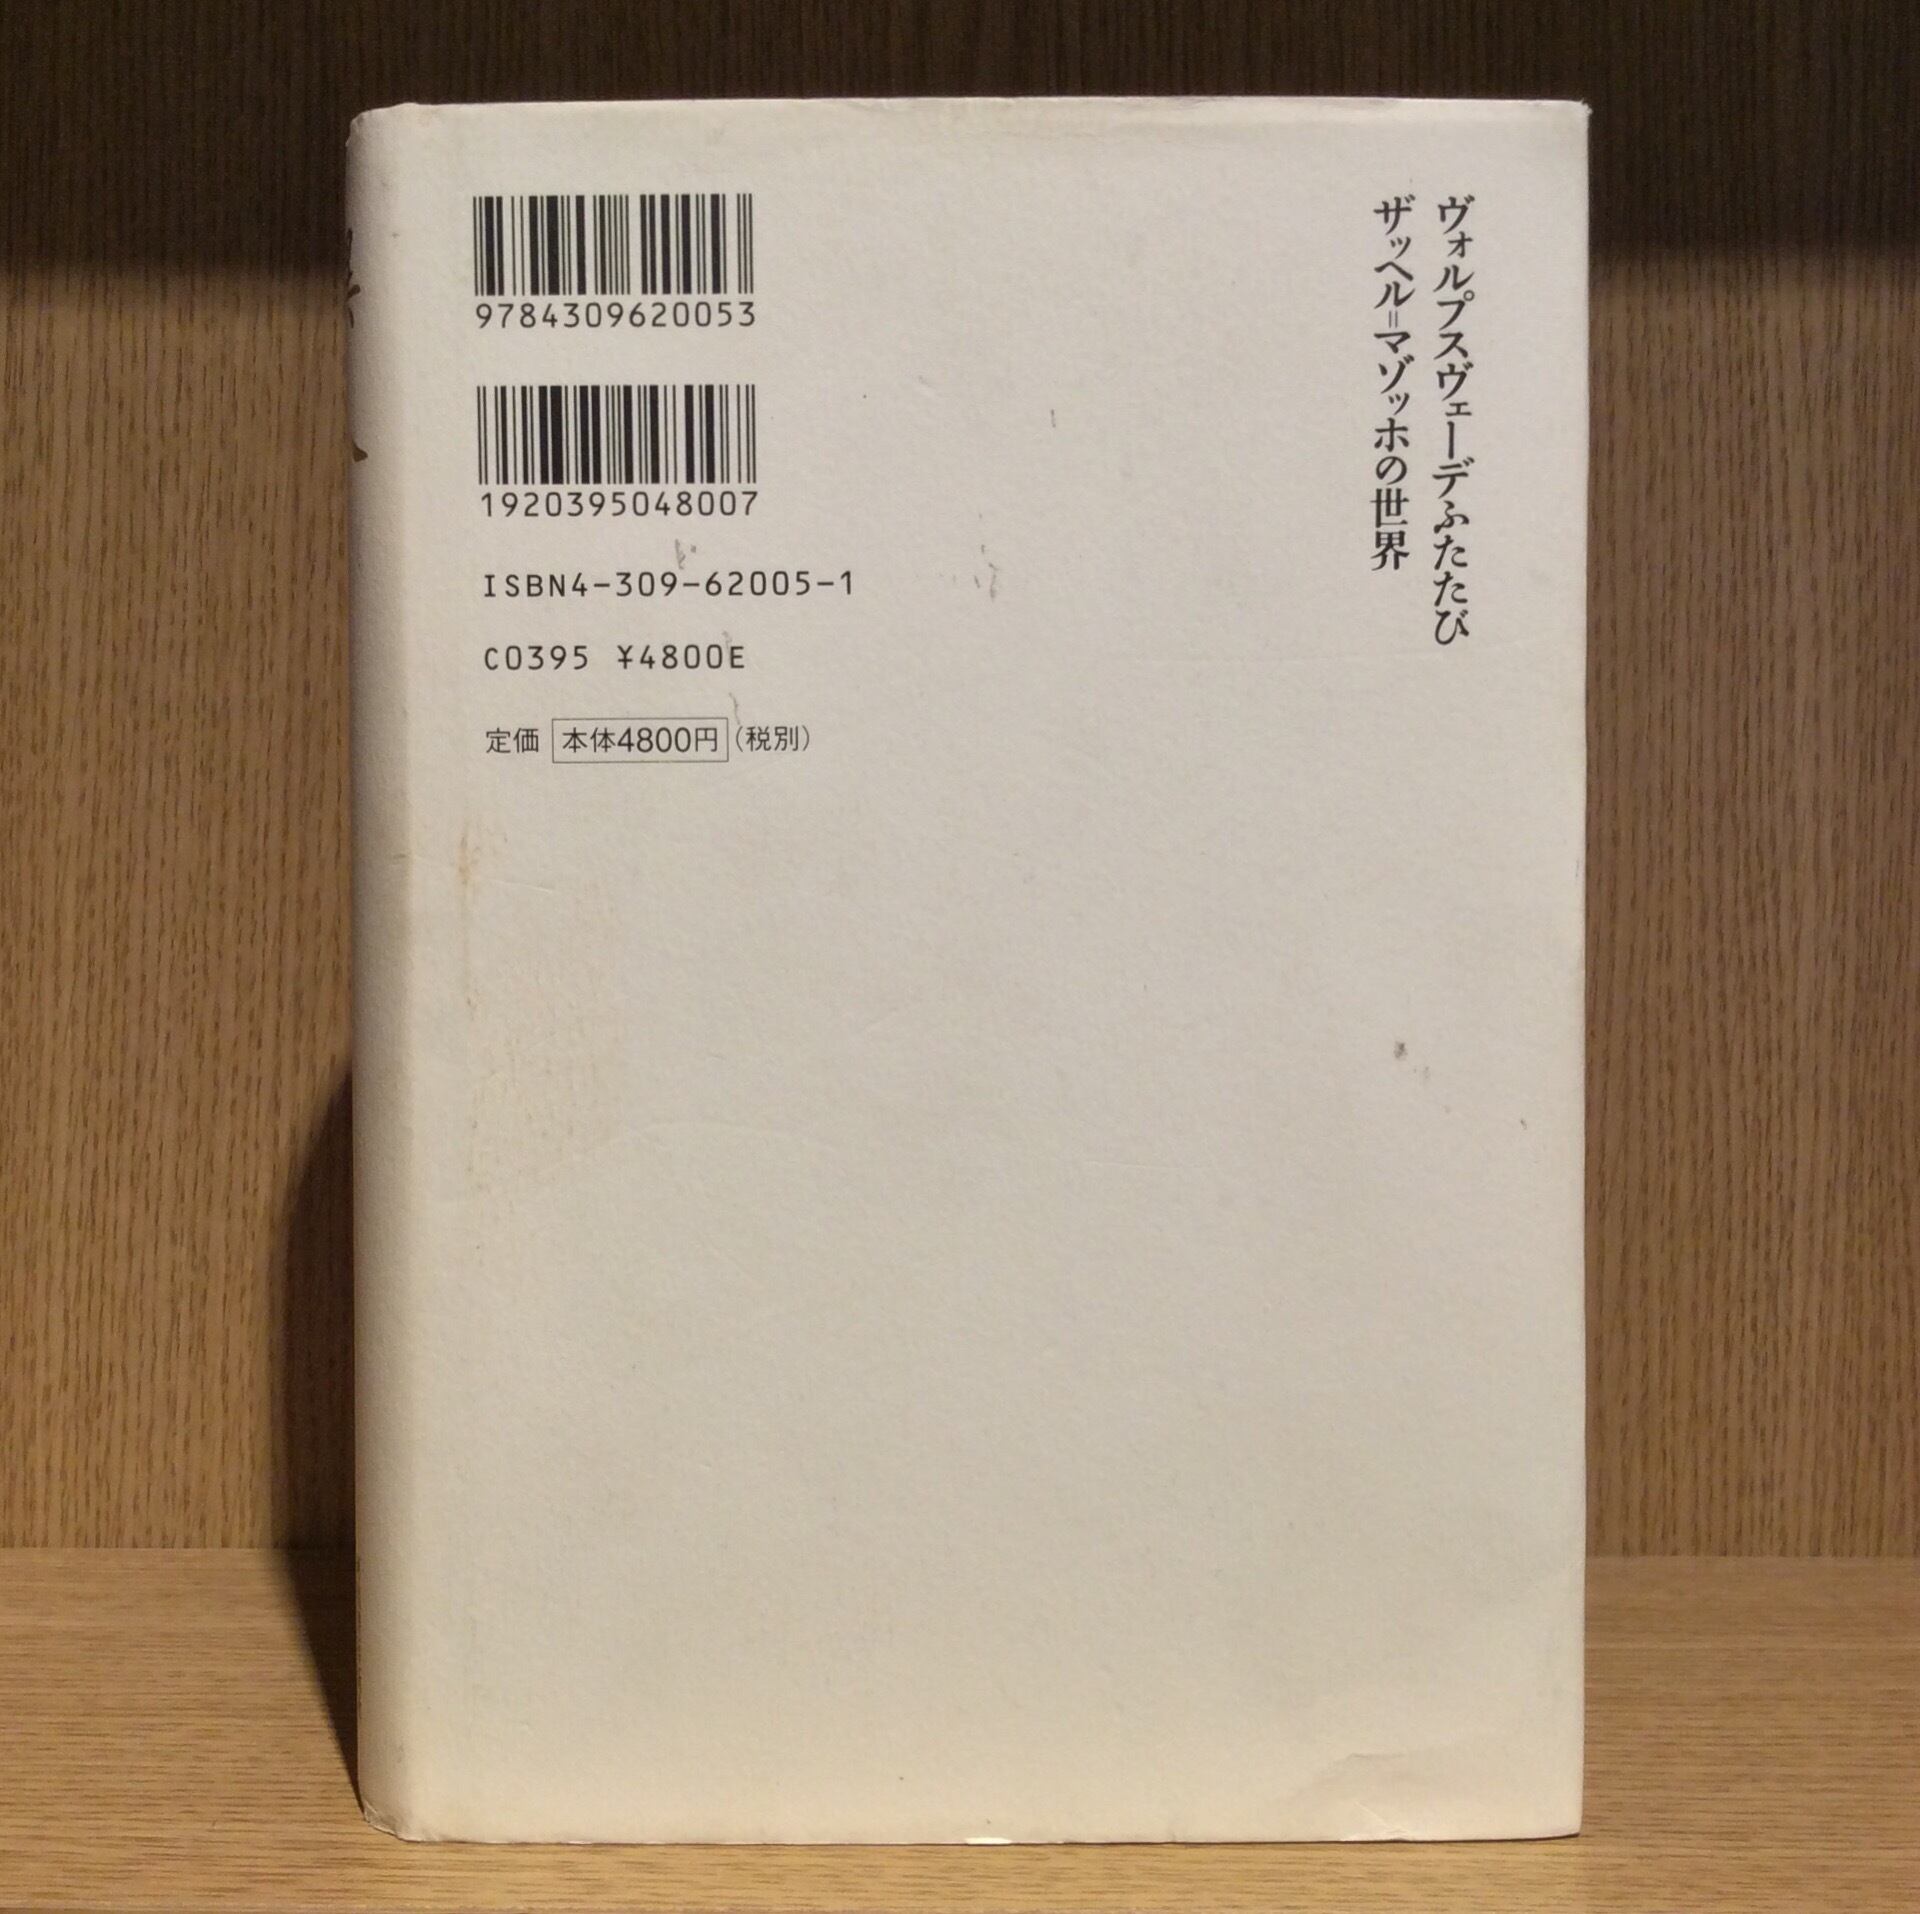 ヴォルプスヴェーデふたたび
ザッヘル=マゾッホの世界
9784309620053
1920395048007
ISBN4-309-62005-1
C0395 ¥4800E
定価 本体4800円(税別)